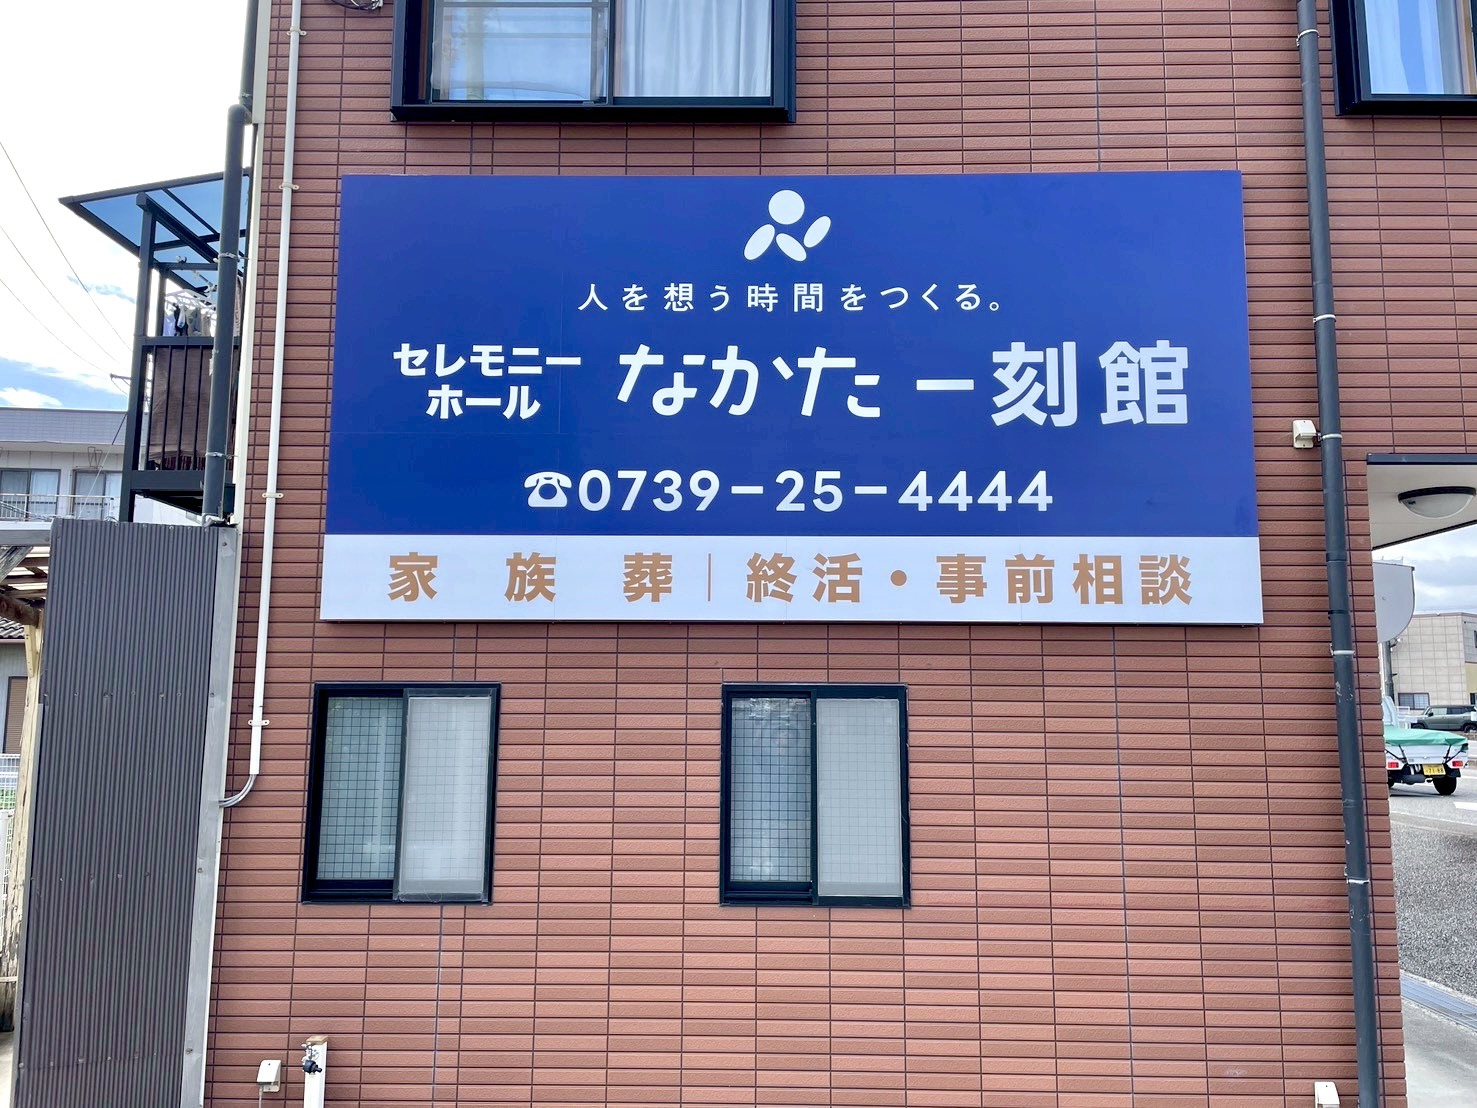 人を想う時間をつくる。
セレモニー
ホール
なかた一刻館
☎0739-25-4444
家族葬|終活・事前相談